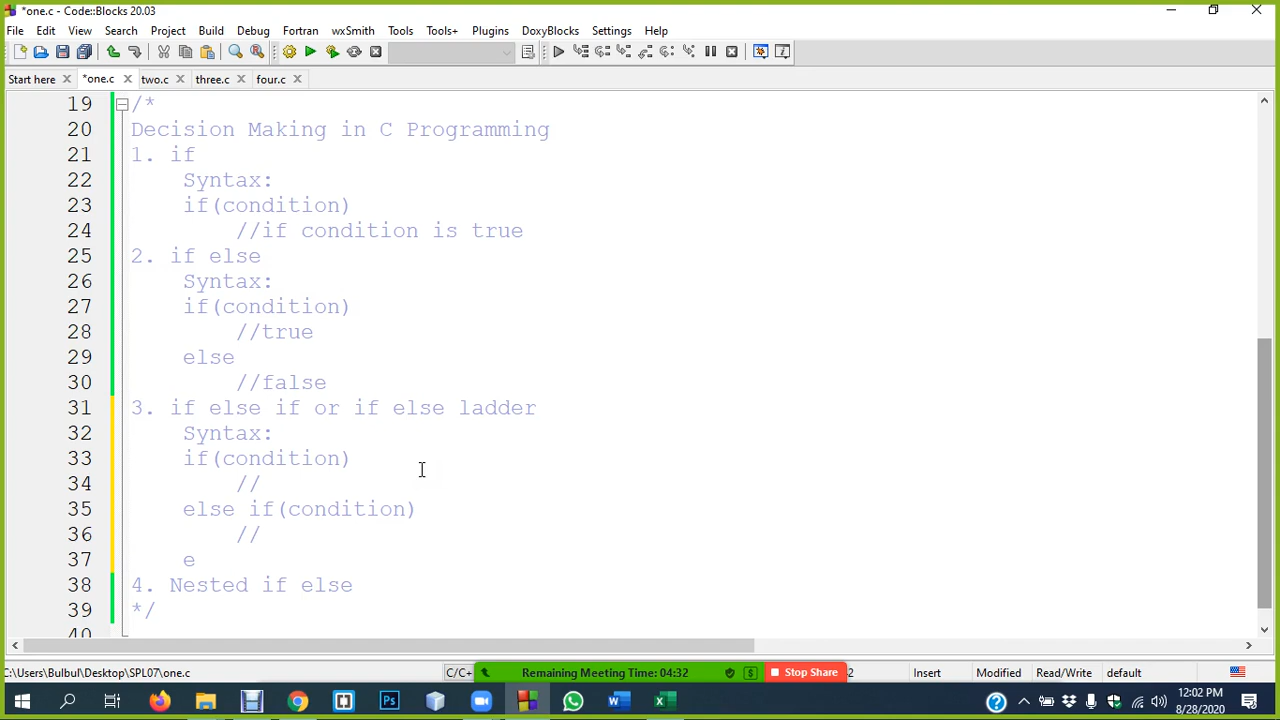 *one.c - Code::Blocks 20.03
File Edit View Search Project Build Debug Fortran wxSmith Tools Tools+ Plugins DoxyBlocks Settings Help
Start here *one.c two.c three.c four.c
19 /*
20 Decision Making in C Programming
21 1. if
22 Syntax:
23 if(condition)
24 //if condition is true
25 2. if else
26 Syntax:
27 if(condition)
28 //true
29 else
30 //false
31 3. if else if or if else ladder
32 Syntax:
33 if(condition)
34 //
35 else if(condition)
36 //
37 e
38 4. Nested if else
39 */
40
C:\Users\Bulbul\Desktop\SPL07\one.c C/C+ Remaining Meeting Time: 04:32 Stop Share 2 Insert Modified Read/Write default
12:02 PM
8/28/2020